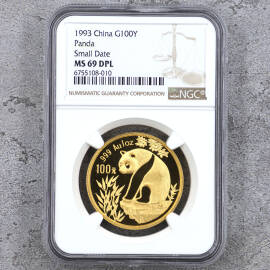 1993 China G100Y
Panda
Small Date
MS 69 DPL
6755108-010
NUMISMATIC GUARANTY CORPORATION
NGC
.999 Au 1oz
100元